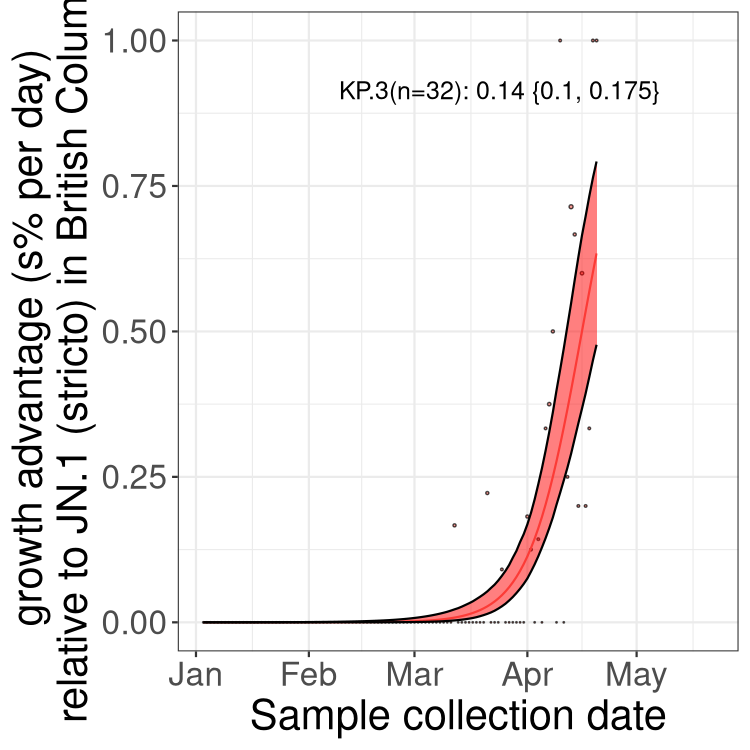 growth advantage (s% per day)
relative to JN.1 (stricto) in British Colum
1.00
0.75
0.50
0.25
0.00
KP.3(n=32): 0.14 {0.1, 0.175}
Jan Feb Mar Apr May
Sample collection date